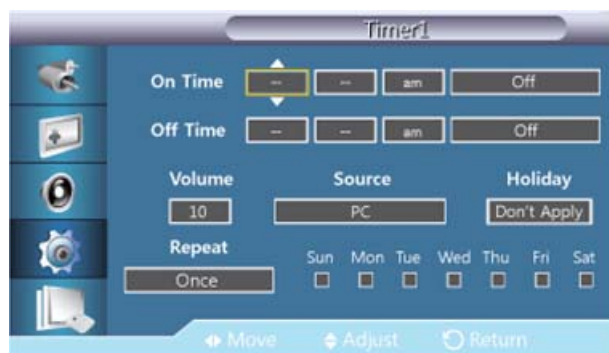 Timer1
On Time -- -- am Off
Off Time -- -- am Off
Volume Source Holiday
10 PC Don't Apply
Repeat Sun Mon Tue Wed Thu Fri Sat
Once
Move Adjust Return